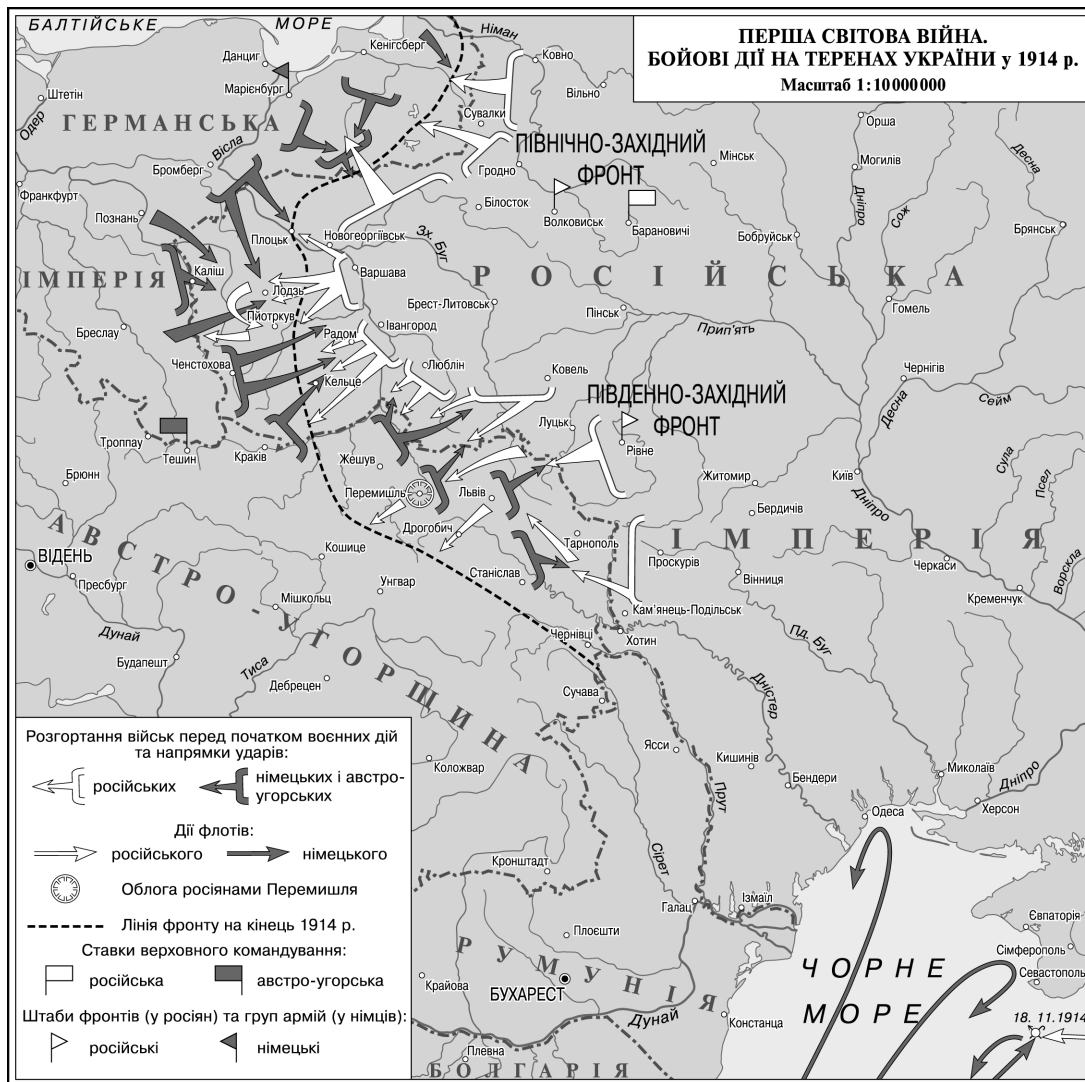 БАЛТІЙСЬКЕ МОРЕ
ПЕРША СВІТОВА ВІЙНА.
БОЙОВІ ДІЇ НА ТЕРЕНАХ УКРАЇНИ у 1914 р.
Масштаб 1:10000000
Німан
Кенігсберг
Ковно
Данциг
Марієнбург
Вільно
Штетін
Сувалки
Орша
Одер
ГЕРМАНСЬКА
ІМПЕРІЯ
Вісла
ПІВНІЧНО-ЗАХІДНИЙ
ФРОНТ
Мінськ
Могилів
Десна
Бромберг
Гродно
Франкфурт
Білосток
Волковиськ
Барановичі
Дніпро
Сож
Познань
Плоцьк
Новогеоргіївськ
Зх. Буг
Бобруйськ
Брянськ
Каліш
Варшава
РОСІЙСЬКА
ІМПЕРІЯ
Лодзь
Брест-Литовськ
Пінськ
Гомель
Бреслау
Пйотркув
Івангород
Радом
Прип'ять
Ченстохова
Люблін
Кельце
Ковель
Чернігів
Сейм
ПІВДЕННО-ЗАХІДНИЙ
ФРОНТ
Десна
Троппау
Тешин
Краків
Луцьк
Рівне
Сула
Псел
Брюнн
Жешув
Житомир
Київ
Перемишль
Львів
Бердичів
Дніпро
Дрогобич
АВСТРО-УГОРЩИНА
ВІДЕНЬ
Кошице
Тарнополь
Проскурів
Черкаси
Ворскла
Пресбург
Унгвар
Станіслав
Вінниця
Кременчук
Мішкольц
Кам'янець-Подільськ
Дунай
Чернівці
Хотин
Пд. Буг
Будапешт
Тиса
Дебрецен
Сучава
Дністер
Ясси
Кишинів
Коложвар
Бендери
Миколаїв
Дніпро
Прут
Одеса
Херсон
Кронштадт
Сірет
Галац
Ізмаїл
Євпаторія
Плоєшти
Сімферополь
РУМУНІЯ
ЧОРНЕ
МОРЕ
Севастополь
Крайова
БУХАРЕСТ
Дунай
Констанца
18. 11.1914
Плевна
БОЛГАРІЯ
Розгортання військ перед початком воєнних дій
та напрямки ударів:
російських
німецьких і австро-
угорських
Дії флотів:
російського
німецького
Облога росіянами Перемишля
Лінія фронту на кінець 1914 р.
Ставки верховного командування:
російська
австро-угорська
Штаби фронтів (у росіян) та груп армій (у німців):
російські
німецькі